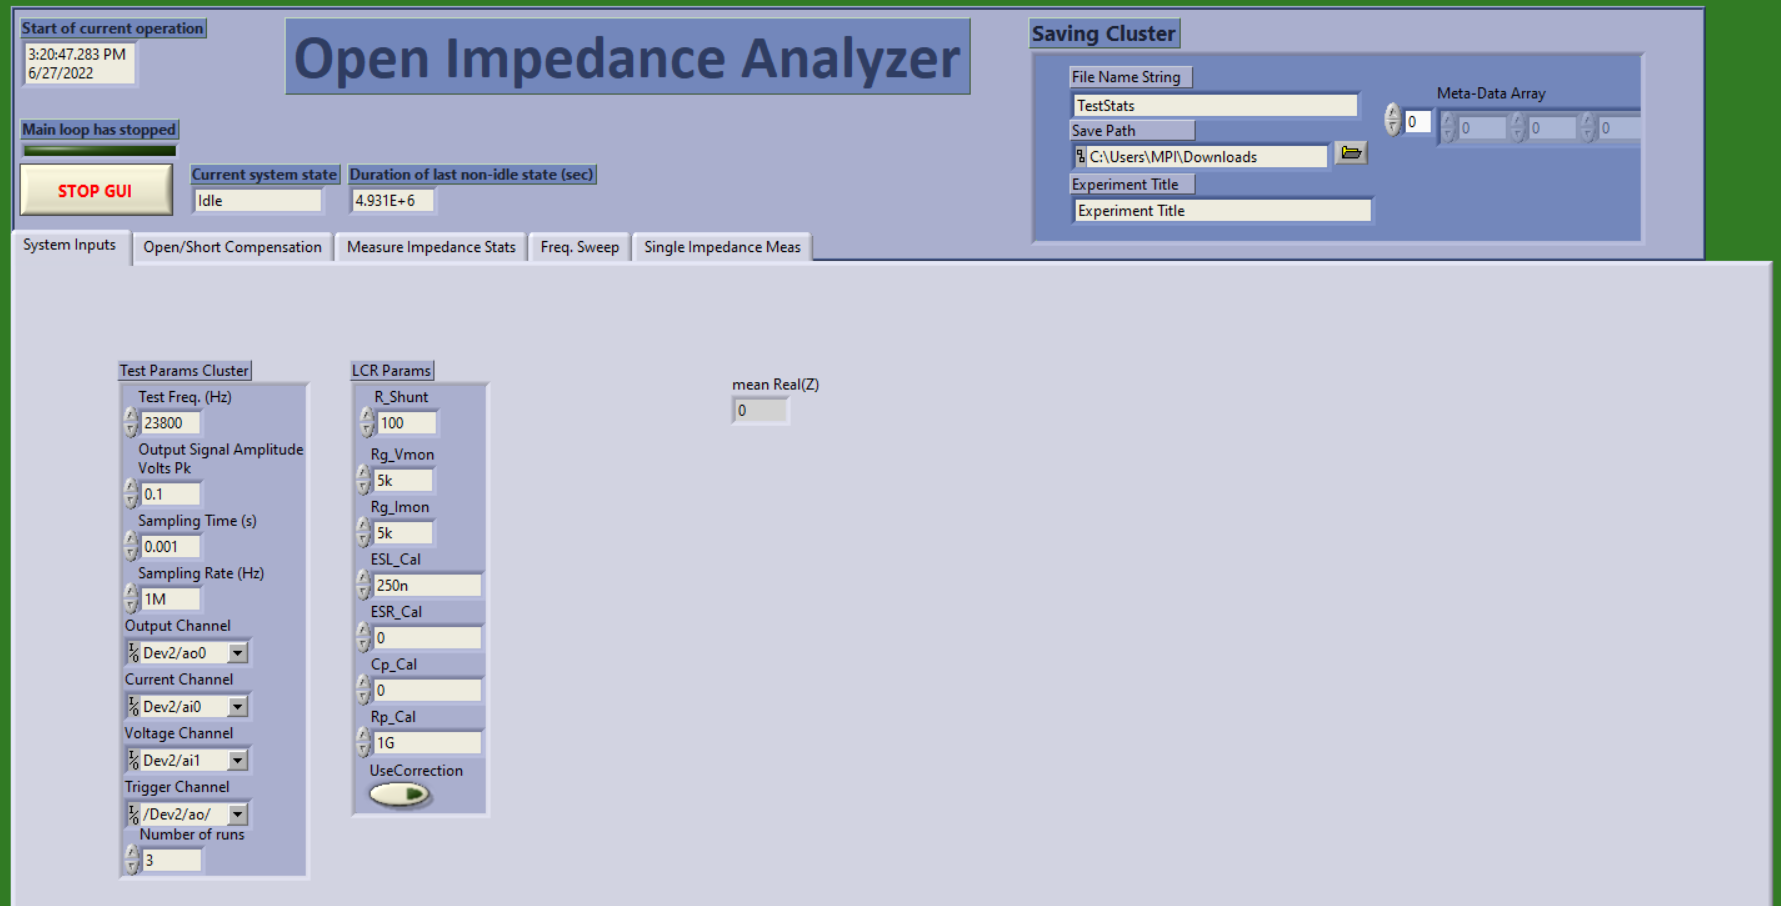 Start of current operation
3:20:47.283 PM
6/27/2022
Open Impedance Analyzer
Main loop has stopped
STOP GUI
Current system state
Idle
Duration of last non-idle state (sec)
4.931E+6
Saving Cluster
File Name String
TestStats
Save Path
C:\Users\MPI\Downloads
Experiment Title
Experiment Title
Meta-Data Array
0
0
0
0
System Inputs
Open/Short Compensation
Measure Impedance Stats
Freq. Sweep
Single Impedance Meas
Test Params Cluster
Test Freq. (Hz)
23800
Output Signal Amplitude
Volts Pk
0.1
Sampling Time (s)
0.001
Sampling Rate (Hz)
1M
Output Channel
Dev2/ao0
Current Channel
Dev2/ai0
Voltage Channel
Dev2/ai1
Trigger Channel
/Dev2/ao/
Number of runs
3
LCR Params
R_Shunt
100
Rg_Vmon
5k
Rg_Imon
5k
ESL_Cal
250n
ESR_Cal
0
Cp_Cal
0
Rp_Cal
1G
UseCorrection
mean Real(Z)
0